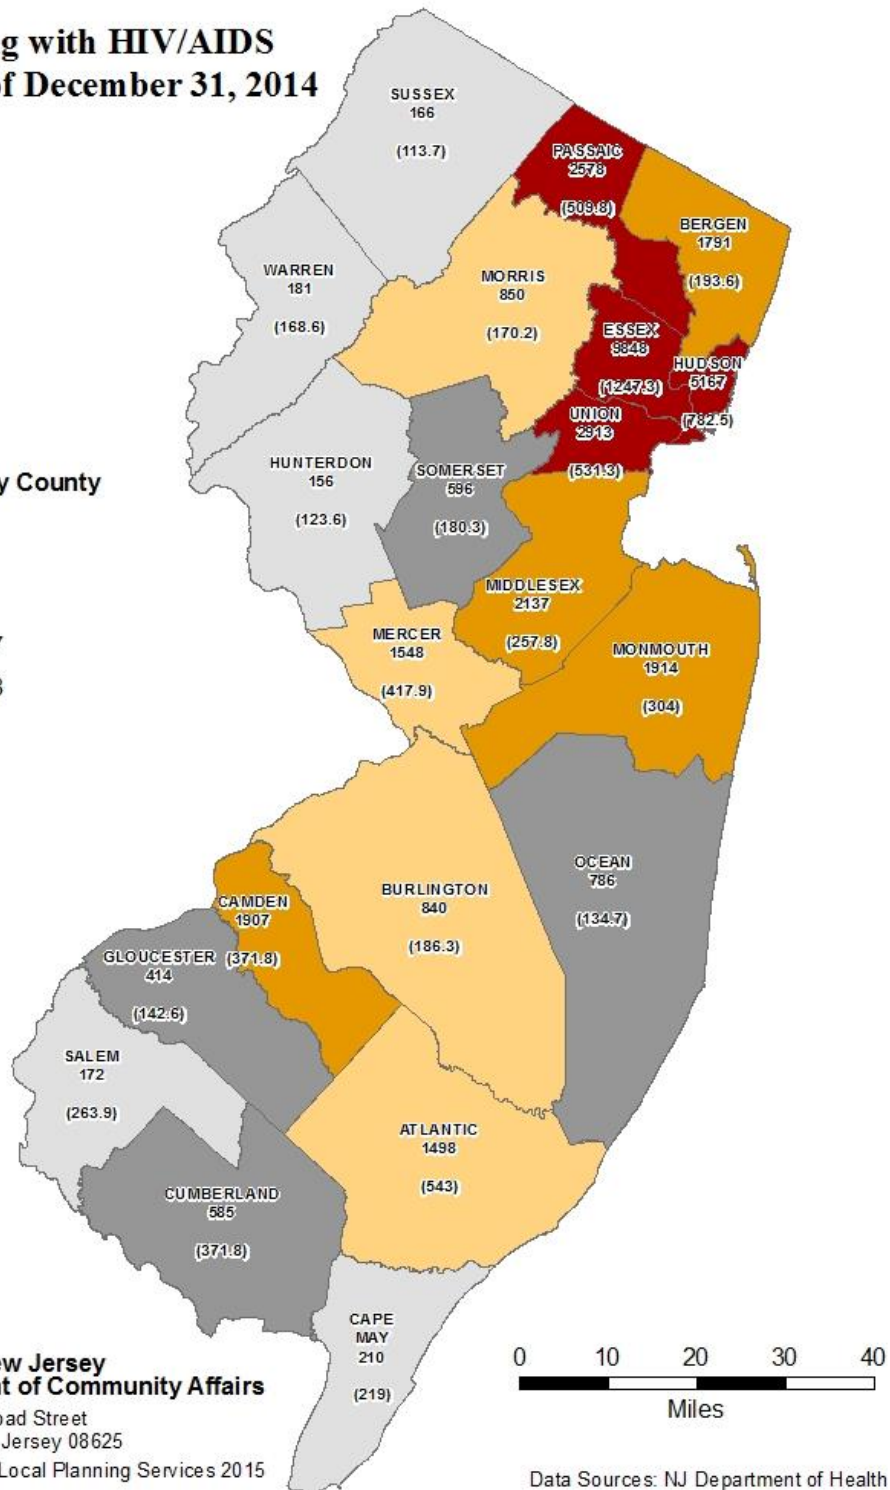 g with HIV/AIDS
of December 31, 2014
SUSSEX
166
(113.7)
PASSAIC
2578
(509.8)
BERGEN
1791
(193.6)
WARREN
181
(168.6)
MORRIS
850
(170.2)
ESSEX
9848
(1247.3)
HUDSON
5167
(782.5)
UNION
2913
(531.3)
HUNTERDON
156
(123.6)
SOMERSET
596
(180.3)
y County
MIDDLESEX
2137
(257.8)
MERCER
1548
(417.9)
MONMOUTH
1914
(304)
OCEAN
786
(134.7)
BURLINGTON
840
(186.3)
CAMDEN
1907
(371.8)
GLOUCESTER
414
(142.6)
SALEM
172
(263.9)
ATLANTIC
1498
(543)
CUMBERLAND
585
(371.8)
CAPE
MAY
210
(219)
ew Jersey
nt of Community Affairs
oad Street
Jersey 08625
Local Planning Services 2015
0 10 20 30 40
Miles
Data Sources: NJ Department of Health